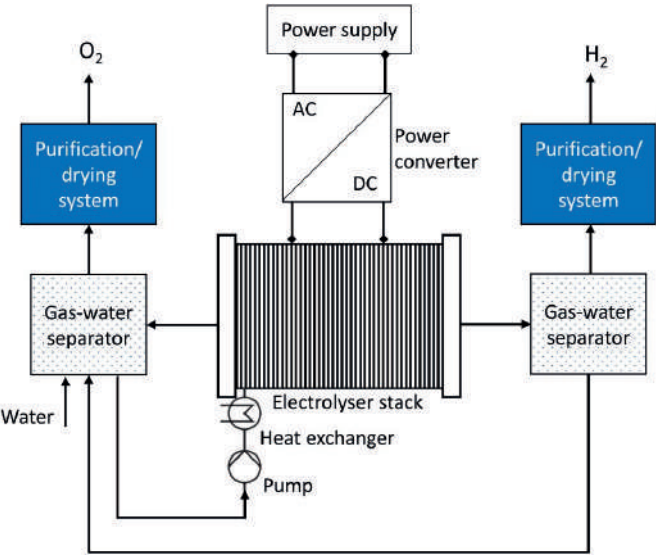 Power supply
O₂
H₂
AC
DC
Power
converter
Purification/
drying
system
Purification/
drying
system
Gas-water
separator
Gas-water
separator
Water
Electrolyser stack
Heat exchanger
Pump